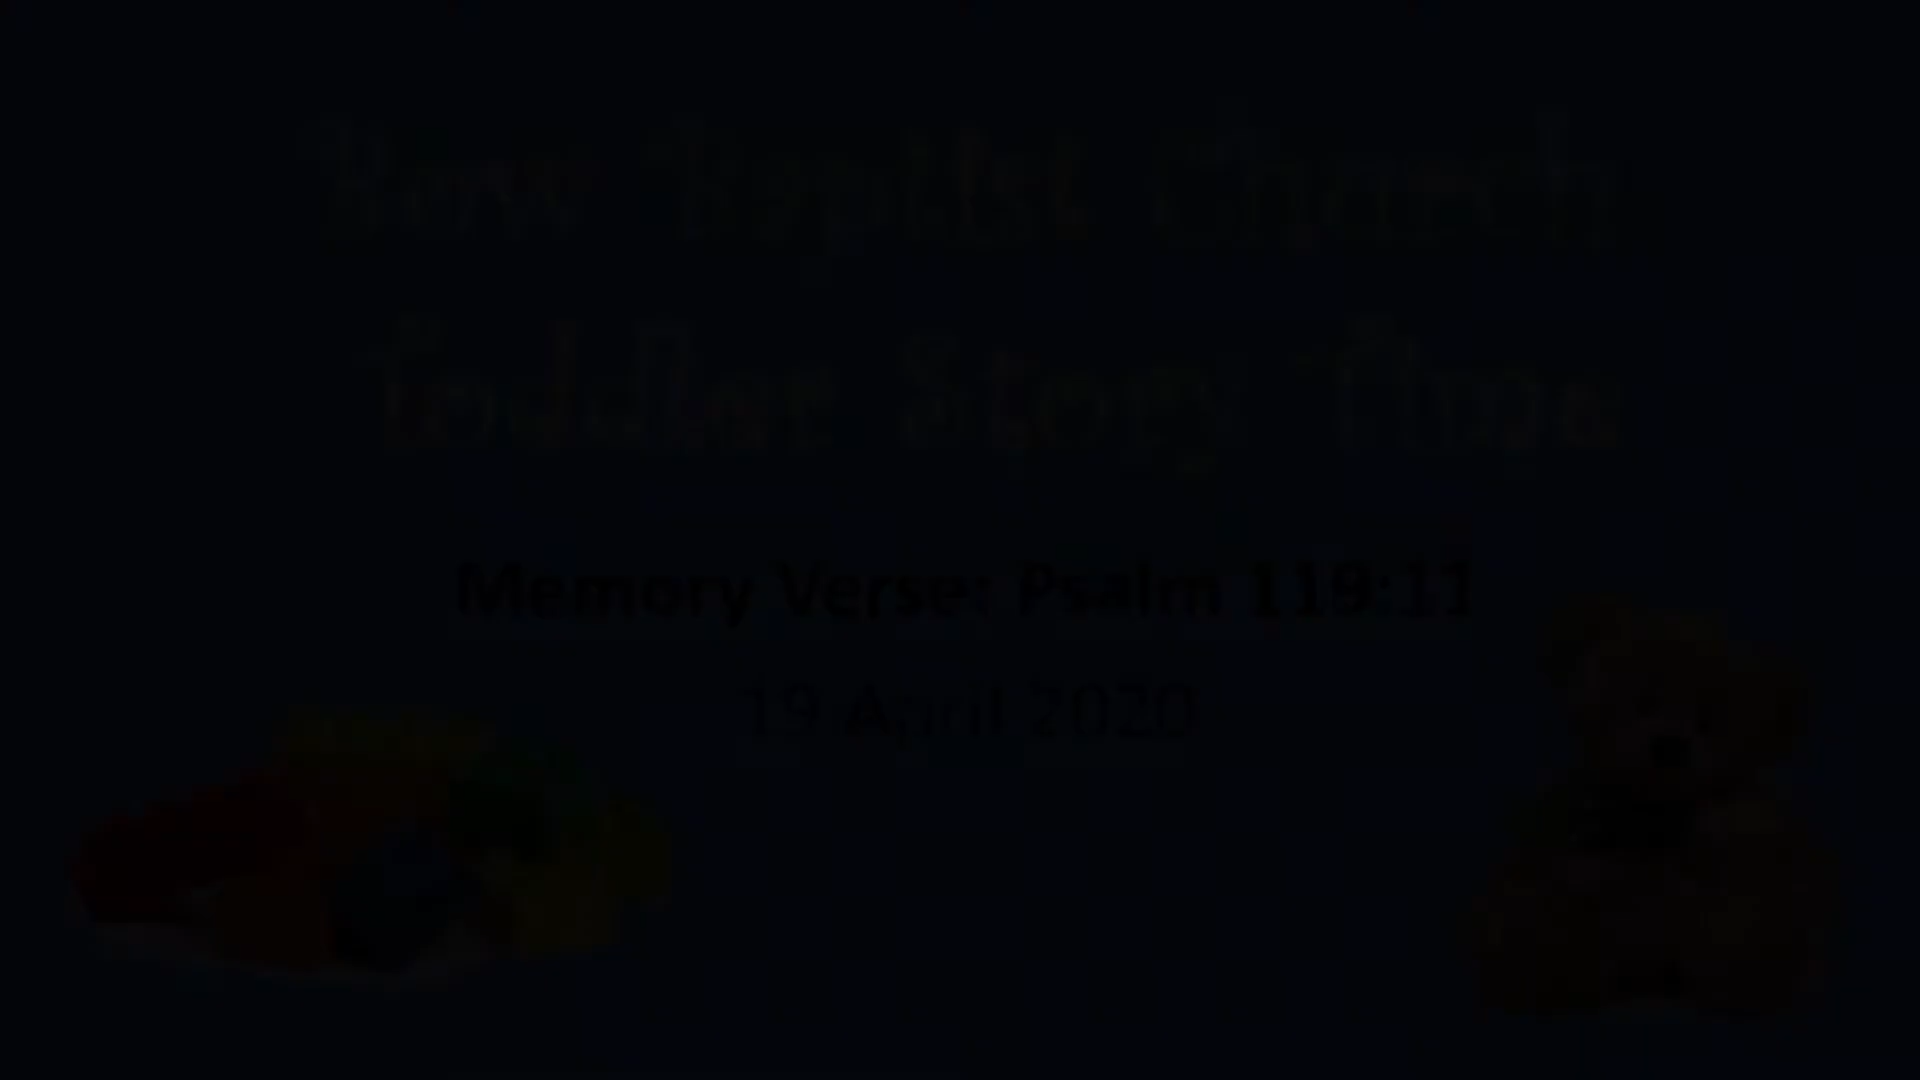 Baptist Church
Toddler Story Time
Memory Verse: Psalm 119:11
19 April 2020